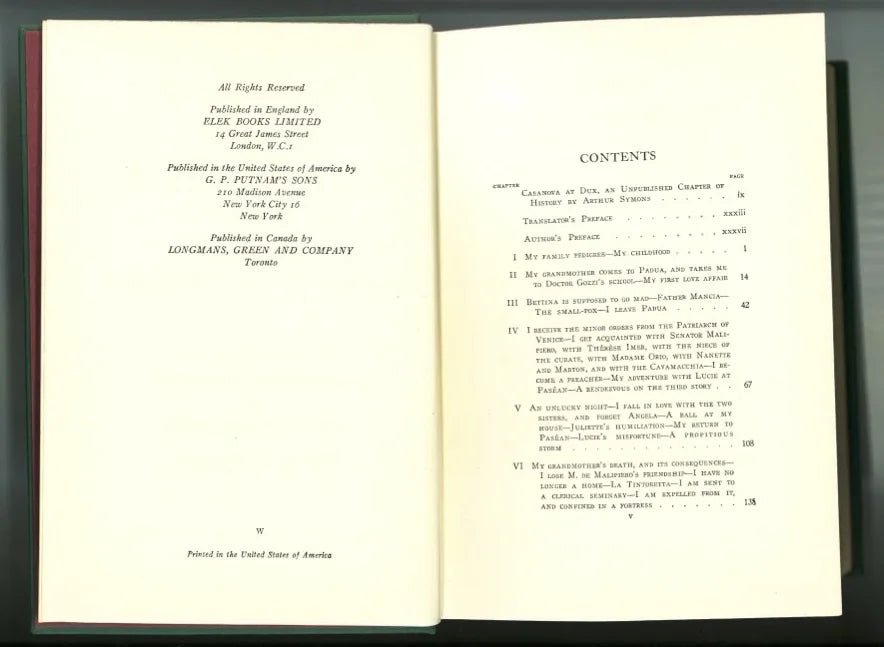 All Rights Reserved
Published in England by
ELEK BOOKS LIMITED
14 Great James Street
London, W.C.1
Published in the United States of America by
G. P. PUTNAM'S SONS
210 Madison Avenue
New York City 16
New York
Published in Canada by
LONGMANS, GREEN AND COMPANY
Toronto
W
Printed in the United States of America
CONTENTS
CHAPTER PAGE
CASANOVA AT DUX, AN UNPUBLISHED CHAPTER OF
HISTORY BY ARTHUR SYMONS . . . . . . ix
TRANSLATOR'S PREFACE . . . . . . . . xxxiii
AUTHOR'S PREFACE . . . . . . . . xxxvii
I MY FAMILY PEDIGREE—MY CHILDHOOD . . . . . 1
II MY GRANDMOTHER COMES TO PADUA, AND TAKES ME
TO DOCTOR GOZZI'S SCHOOL—MY FIRST LOVE AFFAIR 14
III BETTINA IS SUPPOSED TO GO MAD—FATHER MANCIA—
THE SMALL-POX—I LEAVE PADUA . . . . . 42
IV I RECEIVE THE MINOR ORDERS FROM THE PATRIARCH OF
VENICE—I GET ACQUAINTED WITH SENATOR MALI-
PIERO, WITH THÉRÈSE IMER, WITH THE NIECE OF
THE CURATE, WITH MADAME ORIO, WITH NANETTE
AND MARTON, AND WITH THE CAVAMACCHIA—I BE-
COME A PREACHER—MY ADVENTURE WITH LUCIE AT
PASÉAN—A RENDEZVOUS ON THE THIRD STORY . . 67
V AN UNLUCKY NIGHT—I FALL IN LOVE WITH THE TWO
SISTERS, AND FORGET ANGELA—A BALL AT MY
HOUSE—JULIETTE'S HUMILIATION—MY RETURN TO
PASÉAN—LUCIE'S MISFORTUNE—A PROPITIOUS
STORM . . . . . . . . . . . . . 108
VI MY GRANDMOTHER'S DEATH, AND ITS CONSEQUENCES—
I LOSE M. DE MALIPIERO'S FRIENDSHIP—I HAVE NO
LONGER A HOME—LA TINTORETTA—I AM SENT TO
A CLERICAL SEMINARY—I AM EXPELLED FROM IT,
AND CONFINED IN A FORTRESS . . . . . . . 138
v